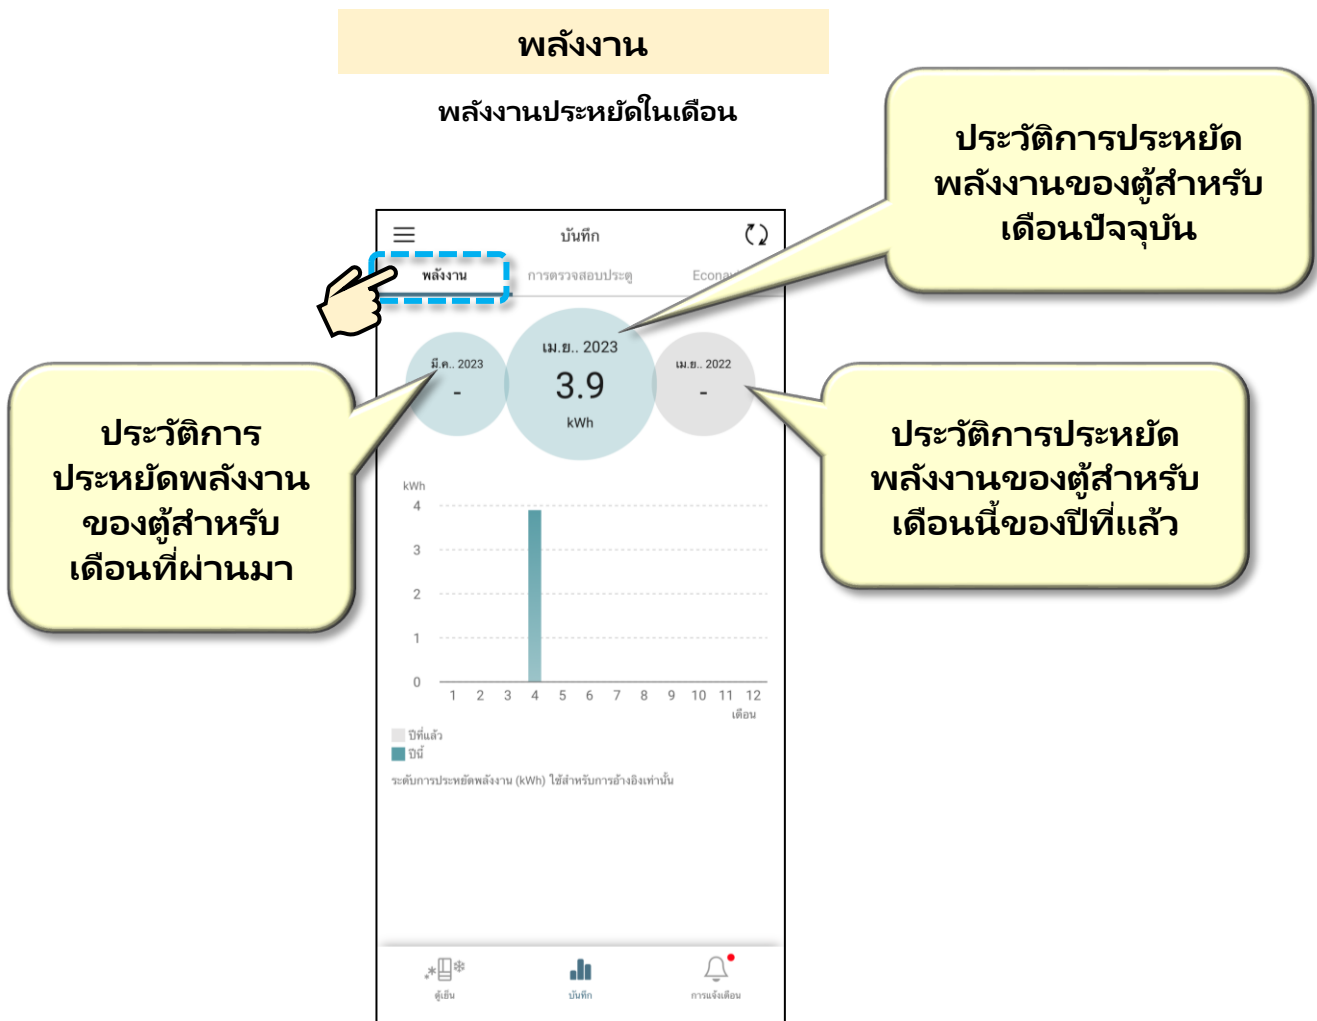 พลังงาน
พลังงานประหยัดในเดือน
ประวัติการประหยัด
พลังงานของตู้สำหรับ
เดือนปัจจุบัน
บันทึก
พลังงาน
การตรวจสอบประตู
มี.ค.. 2023
-
เม.ย.. 2023
3.9
kWh
เม.ย.. 2022
-
ประวัติการ
ประหยัดพลังงาน
ของตู้สำหรับ
เดือนที่ผ่านมา
ประวัติการประหยัด
พลังงานของตู้สำหรับ
เดือนนี้ของปีที่แล้ว
kWh
4
3
2
1
0
1 2 3 4 5 6 7 8 9 10 11 12
เดือน
ปีที่แล้ว
ปีนี้
ระดับการประหยัดพลังงาน (kWh) ใช้สำหรับการอ้างอิงเท่านั้น
ตู้เย็น
บันทึก
การแจ้งเตือน